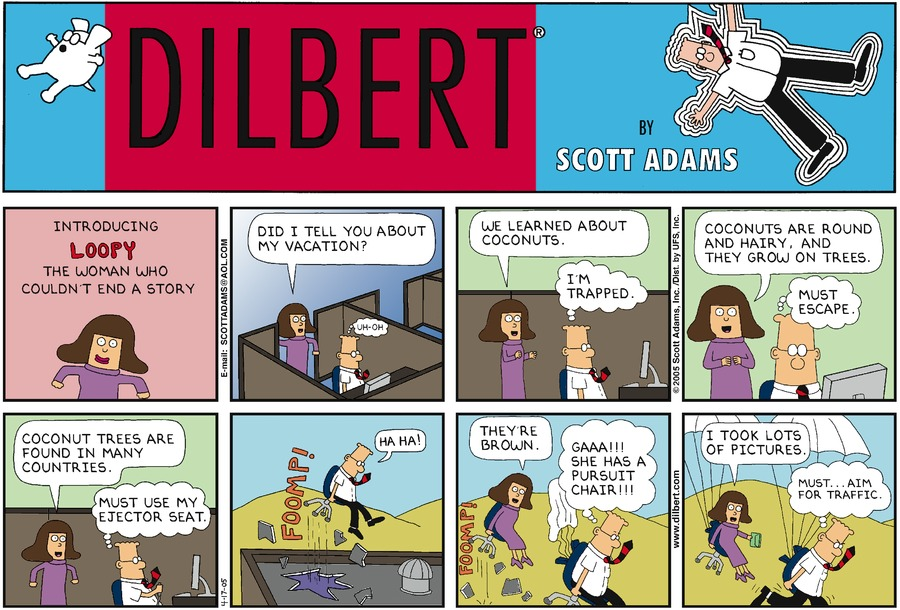 DILBERT®
BY
SCOTT ADAMS
INTRODUCING
LOOPY
THE WOMAN WHO
COULDN'T END A STORY
E-mail: SCOTTADAMS@AOL.COM
DID I TELL YOU ABOUT
MY VACATION?
UH-OH.
WE LEARNED ABOUT
COCONUTS.
I'M
TRAPPED.
© 2005 Scott Adams, Inc./Dist. by UFS, Inc.
COCONUTS ARE ROUND
AND HAIRY, AND
THEY GROW ON TREES.
MUST
ESCAPE.
COCONUT TREES ARE
FOUND IN MANY
COUNTRIES.
MUST USE MY
EJECTOR SEAT.
4-17-05
FOOMP!
HA HA!
THEY'RE
BROWN.
FOOMP!
GAAA!!!
SHE HAS A
PURSUIT
CHAIR!!!
www.dilbert.com
I TOOK LOTS
OF PICTURES.
MUST...AIM
FOR TRAFFIC.